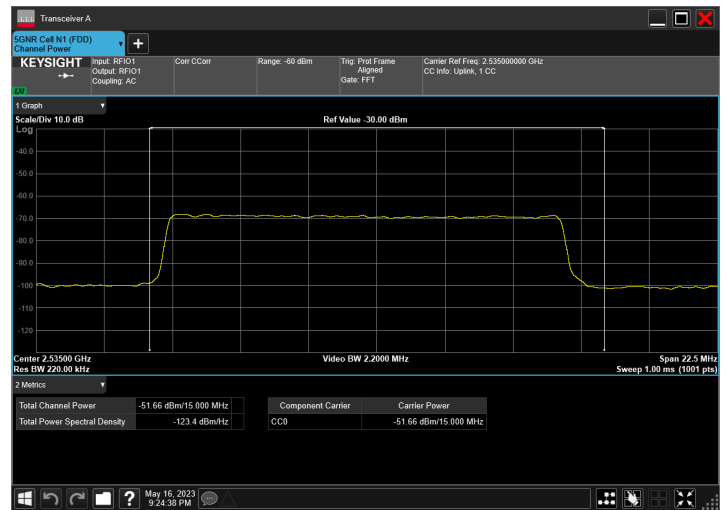 Transceiver A
5GNR Cell N1 (FDD)
Channel Power
KEYSIGHT
Input: RFIO1
Output: RFIO1
Coupling: AC
Corr CCorr
Range: -60 dBm
Trig: Prot Frame
Aligned
Gate: FFT
Carrier Ref Freq: 2.535000000 GHz
CC Info: Uplink, 1 CC
LXI
1 Graph
Scale/Div 10.0 dB
Ref Value -30.00 dBm
Log
-40.0
-50.0
-60.0
-70.0
-80.0
-90.0
-100
-110
-120
Center 2.53500 GHz
Video BW 2.2000 MHz
Span 22.5 MHz
Res BW 220.00 kHz
Sweep 1.00 ms (1001 pts)
2 Metrics
Total Channel Power -51.66 dBm/15.000 MHz
Total Power Spectral Density -123.4 dBm/Hz
Component Carrier Carrier Power
CC0 -51.66 dBm/15.000 MHz
May 16, 2023
9:24:38 PM